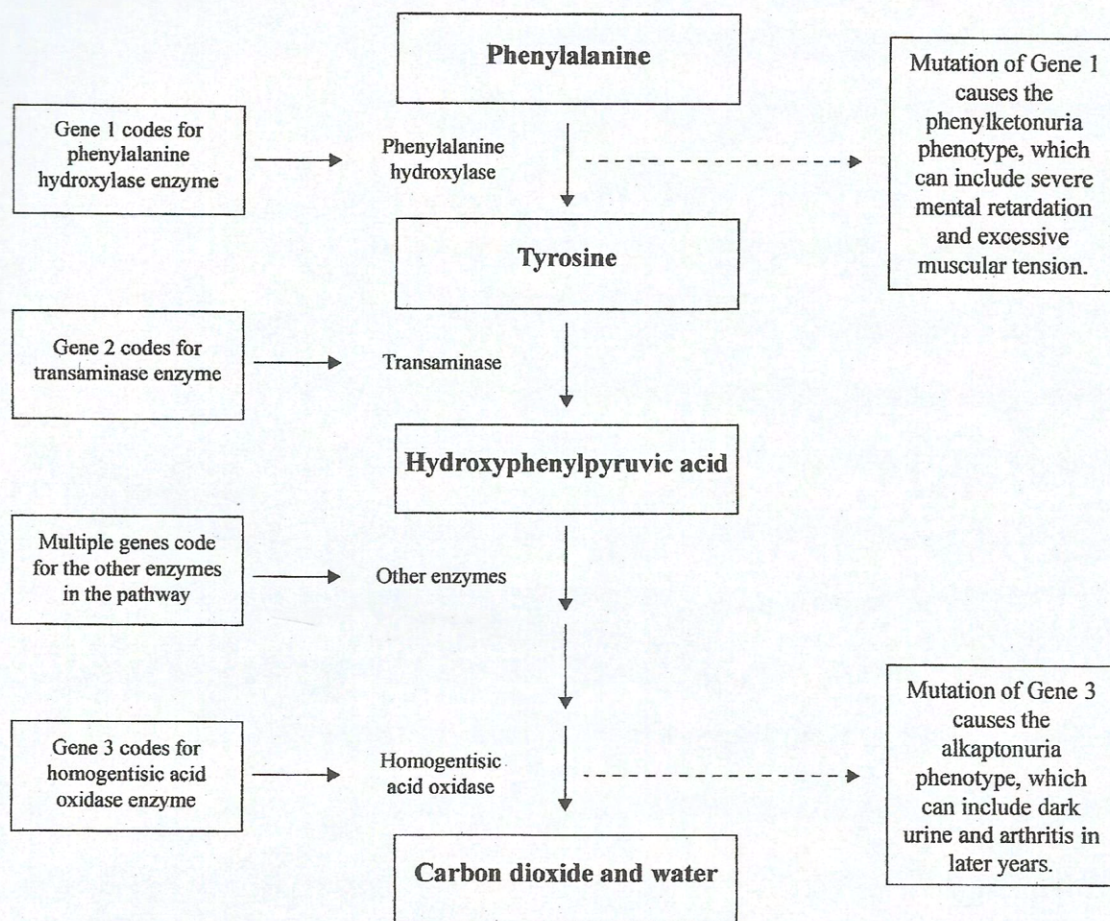 Phenylalanine
Mutation of Gene 1
causes the
phenylketonuria
phenotype, which
can include severe
mental retardation
and excessive
muscular tension.
Gene 1 codes for
phenylalanine
hydroxylase enzyme
Phenylalanine
hydroxylase
Tyrosine
Gene 2 codes for
transaminase enzyme
Transaminase
Hydroxyphenylpyruvic acid
Multiple genes code
for the other enzymes
in the pathway
Other enzymes
Mutation of Gene 3
causes the
alkaptonuria
phenotype, which
can include dark
urine and arthritis in
later years.
Gene 3 codes for
homogentisic acid
oxidase enzyme
Homogentisic
acid oxidase
Carbon dioxide and water